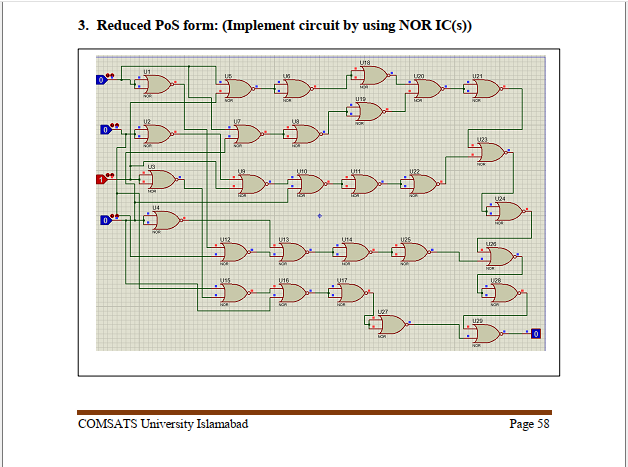 3. Reduced PoS form: (Implement circuit by using NOR IC(s))
U18
U1 U5 U6 U20 U21
0
NOR NOR NOR NOR NOR NOR
U19
U2 U7 U8
0
NOR NOR NOR NOR
U23
NOR
U3 U9 U10 U11 U22
1
NOR NOR NOR NOR NOR
U24
U4
0
NOR NOR
U12 U13 U14 U25 U26
NOR NOR NOR NOR NOR
U15 U16 U17 U28
NOR NOR NOR NOR
U27 U29
0
NOR NOR
COMSATS University Islamabad Page 58